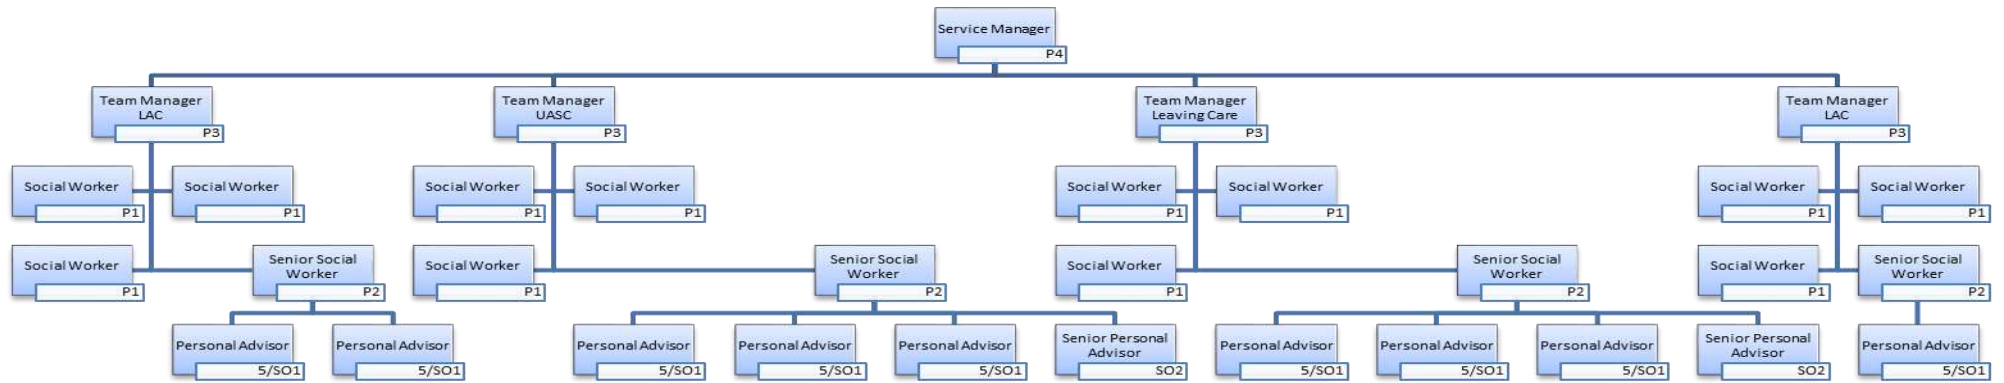 Service Manager
P4
Team Manager
LAC
P3
Team Manager
UASC
P3
Team Manager
Leaving Care
P3
Team Manager
LAC
P3
Social Worker
P1
Social Worker
P1
Social Worker
P1
Social Worker
P1
Social Worker
P1
Social Worker
P1
Social Worker
P1
Social Worker
P1
Social Worker
P1
Senior Social
Worker
P2
Social Worker
P1
Senior Social
Worker
P2
Social Worker
P1
Senior Social
Worker
P2
Social Worker
P1
Senior Social
Worker
P2
Personal Advisor
5/SO1
Personal Advisor
5/SO1
Personal Advisor
5/SO1
Personal Advisor
5/SO1
Personal Advisor
5/SO1
Senior Personal
Advisor
SO2
Personal Advisor
5/SO1
Personal Advisor
5/SO1
Personal Advisor
5/SO1
Senior Personal
Advisor
SO2
Personal Advisor
5/SO1